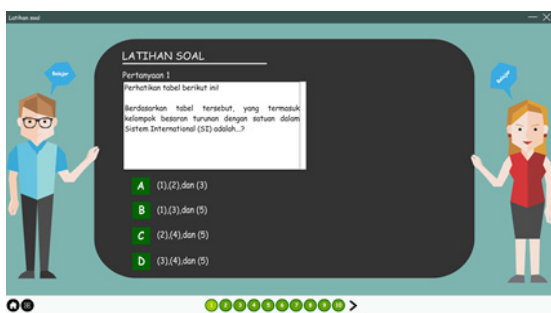 Latihan soal
Belajar
Belajar
LATIHAN SOAL
Pertanyaan 1
Perhatikan tabel berikut ini!
Berdasarkan tabel tersebut, yang termasuk
kelompok besaran turunan dengan satuan dalam
Sistem International (SI) adalah...?
A (1),(2),dan (3)
B (1),(3),dan (5)
C (2),(4),dan (5)
D (3),(4),dan (5)
1 2 3 4 5 6 7 8 9 10 >